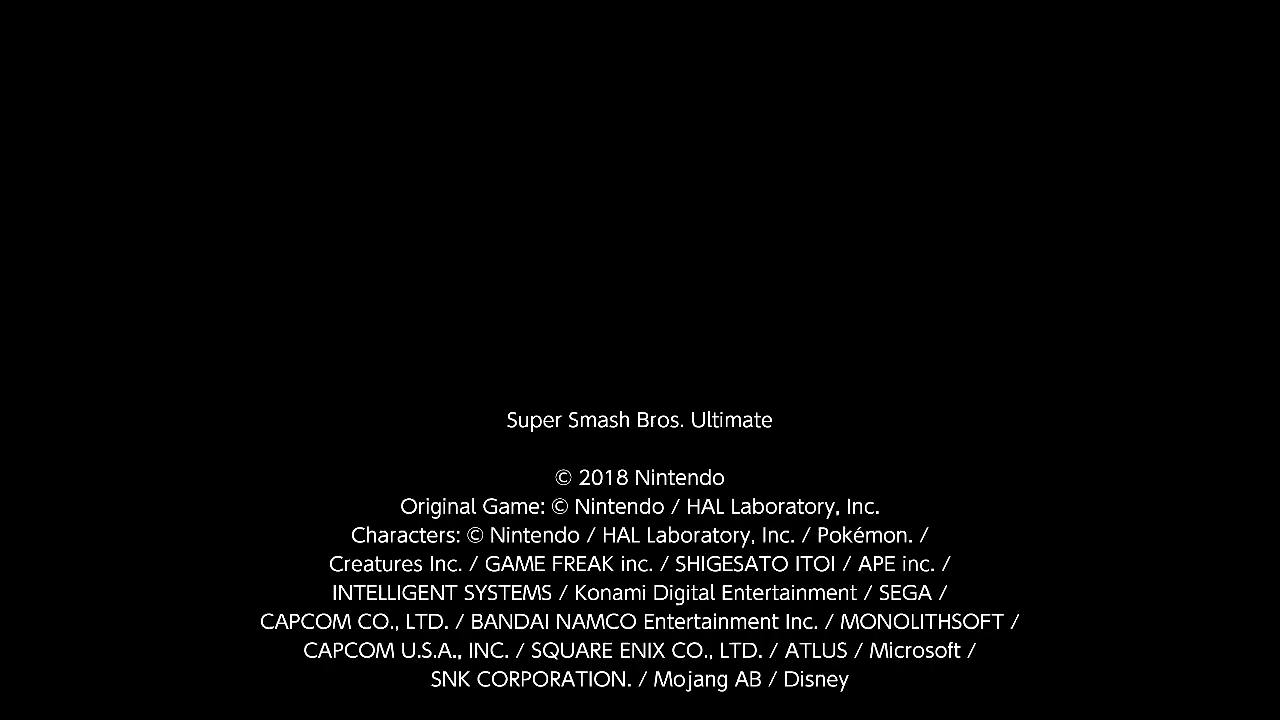 Super Smash Bros. Ultimate
© 2018 Nintendo
Original Game: © Nintendo / HAL Laboratory, Inc.
Characters: © Nintendo / HAL Laboratory, Inc. / Pokémon. /
Creatures Inc. / GAME FREAK inc. / SHIGESATO ITOI / APE inc. /
INTELLIGENT SYSTEMS / Konami Digital Entertainment / SEGA /
CAPCOM CO., LTD. / BANDAI NAMCO Entertainment Inc. / MONOLITHSOFT /
CAPCOM U.S.A., INC. / SQUARE ENIX CO., LTD. / ATLUS / Microsoft /
SNK CORPORATION. / Mojang AB / Disney